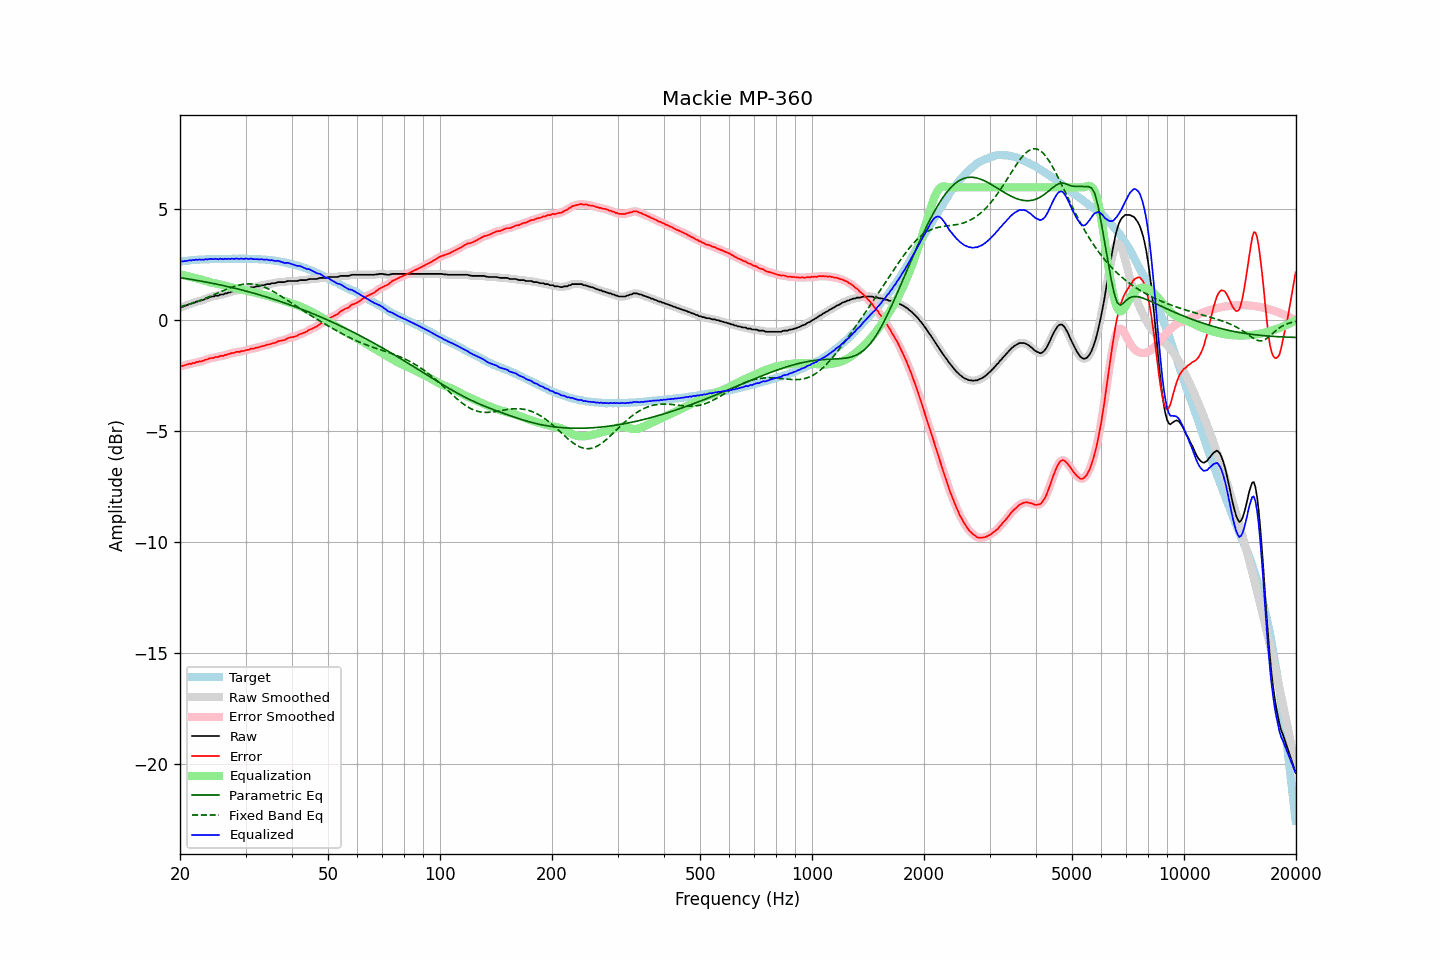 Mackie MP-360
Amplitude (dBr)
5
0
−5
−10
−15
−20
Target
Raw Smoothed
Error Smoothed
Raw
Error
Equalization
Parametric Eq
Fixed Band Eq
Equalized
20 50 100 200 500 1000 2000 5000 10000 20000
Frequency (Hz)